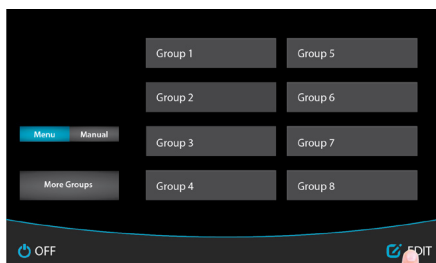 Group 1
Group 5
Group 2
Group 6
Menu
Manual
Group 3
Group 7
More Groups
Group 4
Group 8
OFF
EDIT